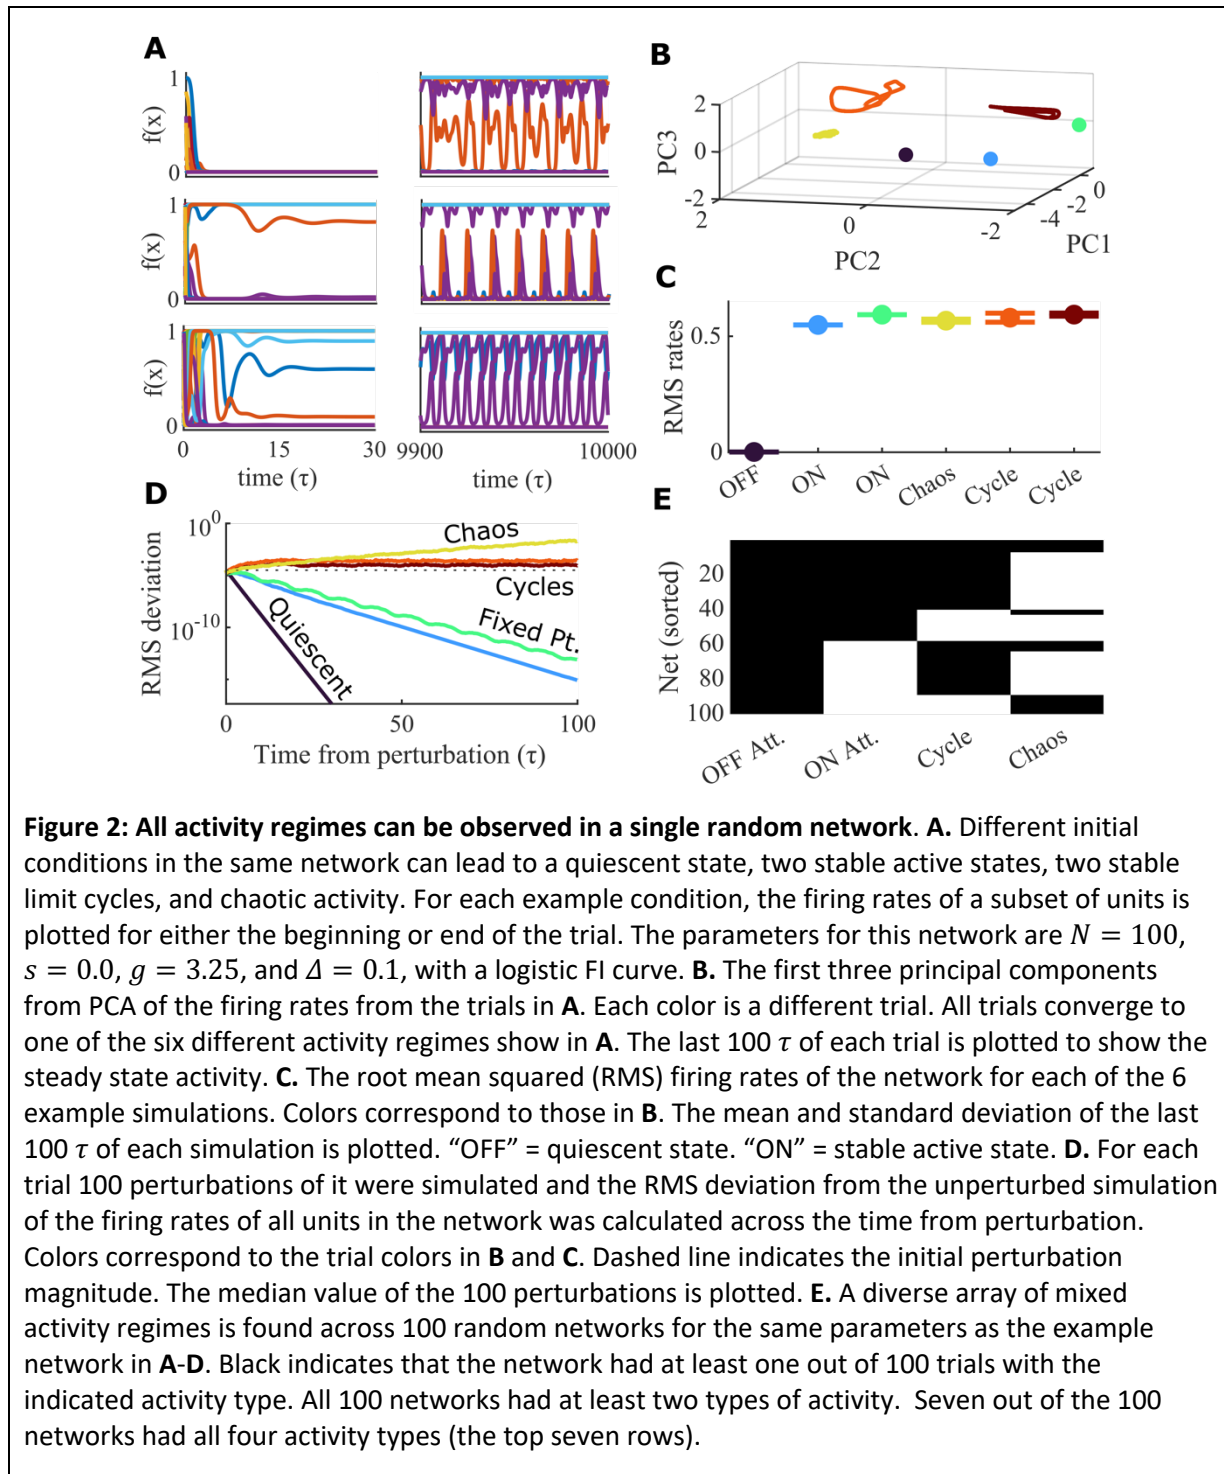 A
1
f(x)
0
1
f(x)
0
1
f(x)
0
0 15 30
time (τ)
9900 10000
time (τ)
B
2
0
-2
PC3
2 0 -2
PC2
-4 -2 0
PC1
C
0.5
0
RMS rates
OFF ON ON Chaos Cycle Cycle
D
10^0
10^-10
RMS deviation
Chaos
Cycles
Fixed Pt.
Quiescent
0 50 100
Time from perturbation (τ)
E
20
40
60
80
100
Net (sorted)
OFF Att. ON Att. Cycle Chaos
Figure 2: All activity regimes can be observed in a single random network. A. Different initial
conditions in the same network can lead to a quiescent state, two stable active states, two stable
limit cycles, and chaotic activity. For each example condition, the firing rates of a subset of units is
plotted for either the beginning or end of the trial. The parameters for this network are N = 100,
s = 0.0, g = 3.25, and Δ = 0.1, with a logistic FI curve. B. The first three principal components
from PCA of the firing rates from the trials in A. Each color is a different trial. All trials converge to
one of the six different activity regimes show in A. The last 100 τ of each trial is plotted to show the
steady state activity. C. The root mean squared (RMS) firing rates of the network for each of the 6
example simulations. Colors correspond to those in B. The mean and standard deviation of the last
100 τ of each simulation is plotted. “OFF” = quiescent state. “ON” = stable active state. D. For each
trial 100 perturbations of it were simulated and the RMS deviation from the unperturbed simulation
of the firing rates of all units in the network was calculated across the time from perturbation.
Colors correspond to the trial colors in B and C. Dashed line indicates the initial perturbation
magnitude. The median value of the 100 perturbations is plotted. E. A diverse array of mixed
activity regimes is found across 100 random networks for the same parameters as the example
network in A-D. Black indicates that the network had at least one out of 100 trials with the
indicated activity type. All 100 networks had at least two types of activity.  Seven out of the 100
networks had all four activity types (the top seven rows).